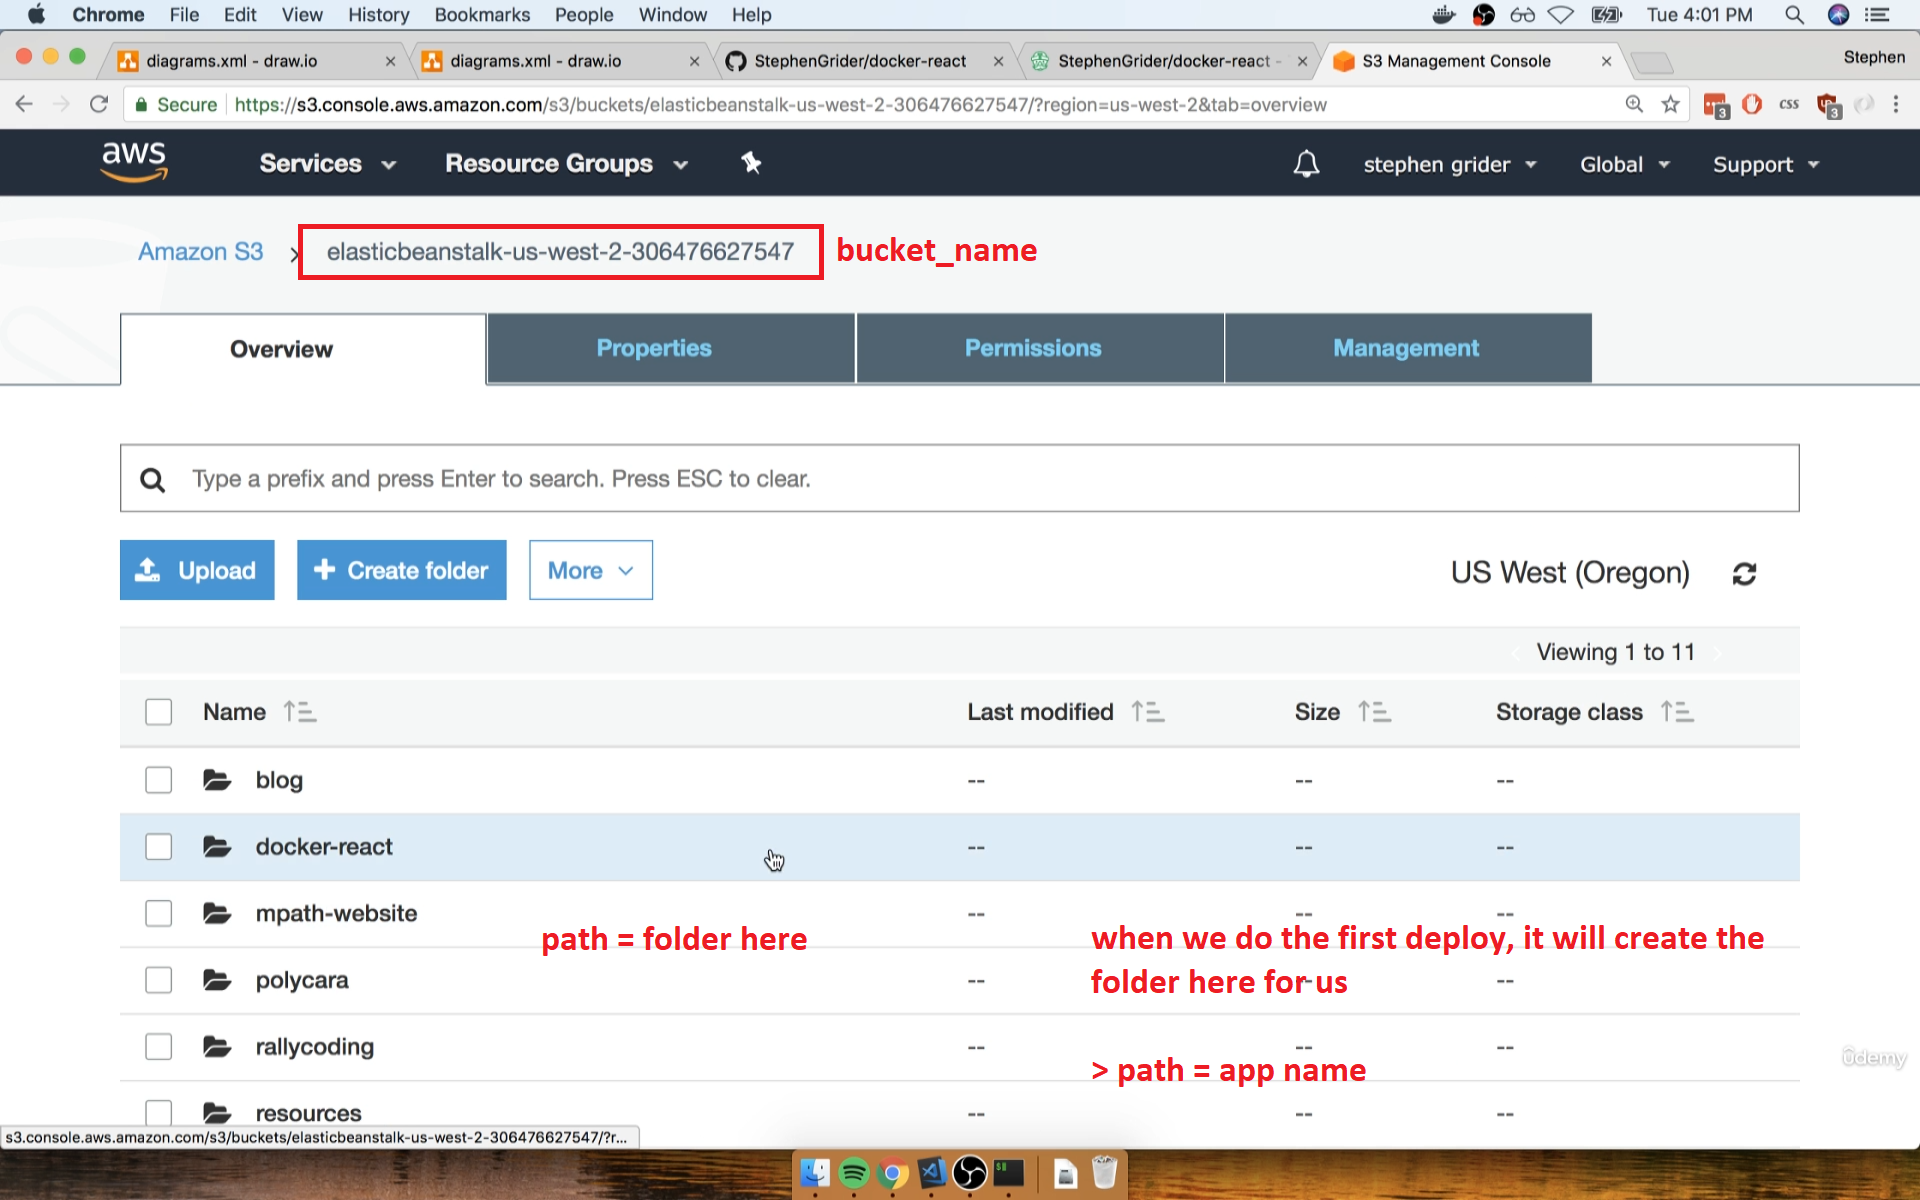 Chrome File Edit View History Bookmarks People Window Help Tue 4:01 PM
diagrams.xml - draw.io diagrams.xml - draw.io StephenGrider/docker-react StephenGrider/docker-react - S3 Management Console Stephen
Secure https://s3.console.aws.amazon.com/s3/buckets/elasticbeanstalk-us-west-2-306476627547/?region=us-west-2&tab=overview 3 css 3
aws Services Resource Groups stephen grider Global Support
Amazon S3 > elasticbeanstalk-us-west-2-306476627547 bucket_name
Overview Properties Permissions Management
Type a prefix and press Enter to search. Press ESC to clear.
Upload + Create folder More US West (Oregon)
Viewing 1 to 11
Name Last modified Size Storage class
blog -- -- --
docker-react -- -- --
mpath-website -- -- --
path = folder here when we do the first deploy, it will create the
folder here for us
polycara -- -- --
rallycoding -- -- --
> path = app name
ûdemy
resources -- -- --
s3.console.aws.amazon.com/s3/buckets/elasticbeanstalk-us-west-2-306476627547/?r...